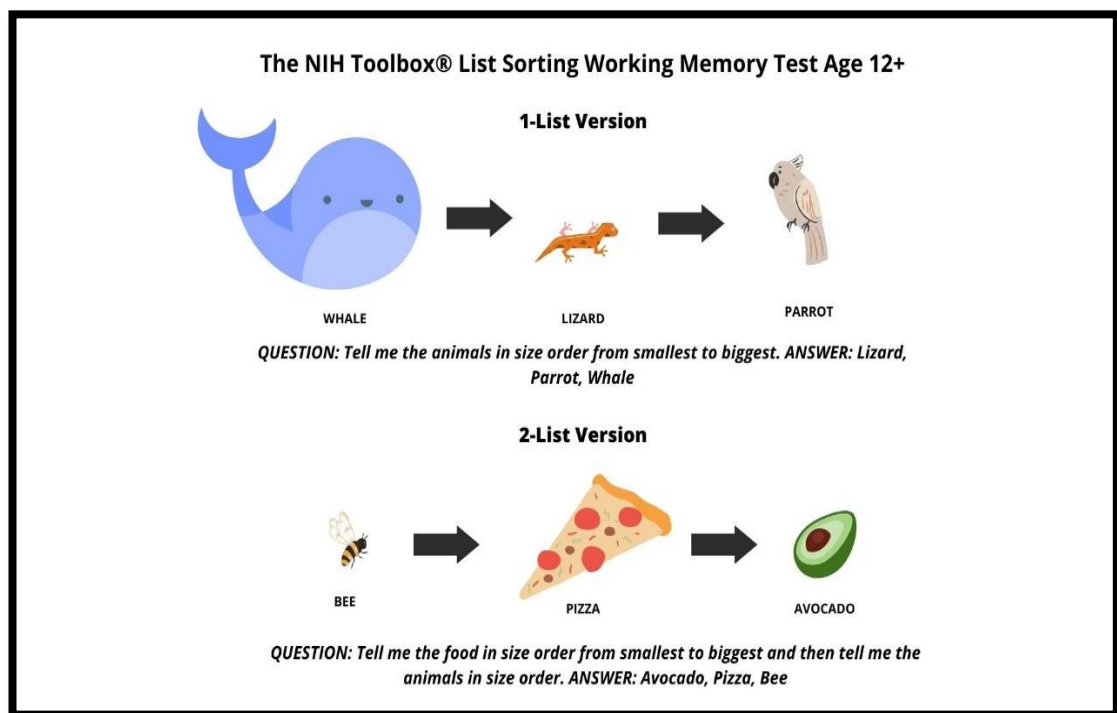 The NIH Toolbox® List Sorting Working Memory Test Age 12+
1-List Version
WHALE
LIZARD
PARROT
QUESTION: Tell me the animals in size order from smallest to biggest. ANSWER: Lizard,
Parrot, Whale
2-List Version
BEE
PIZZA
AVOCADO
QUESTION: Tell me the food in size order from smallest to biggest and then tell me the
animals in size order. ANSWER: Avocado, Pizza, Bee